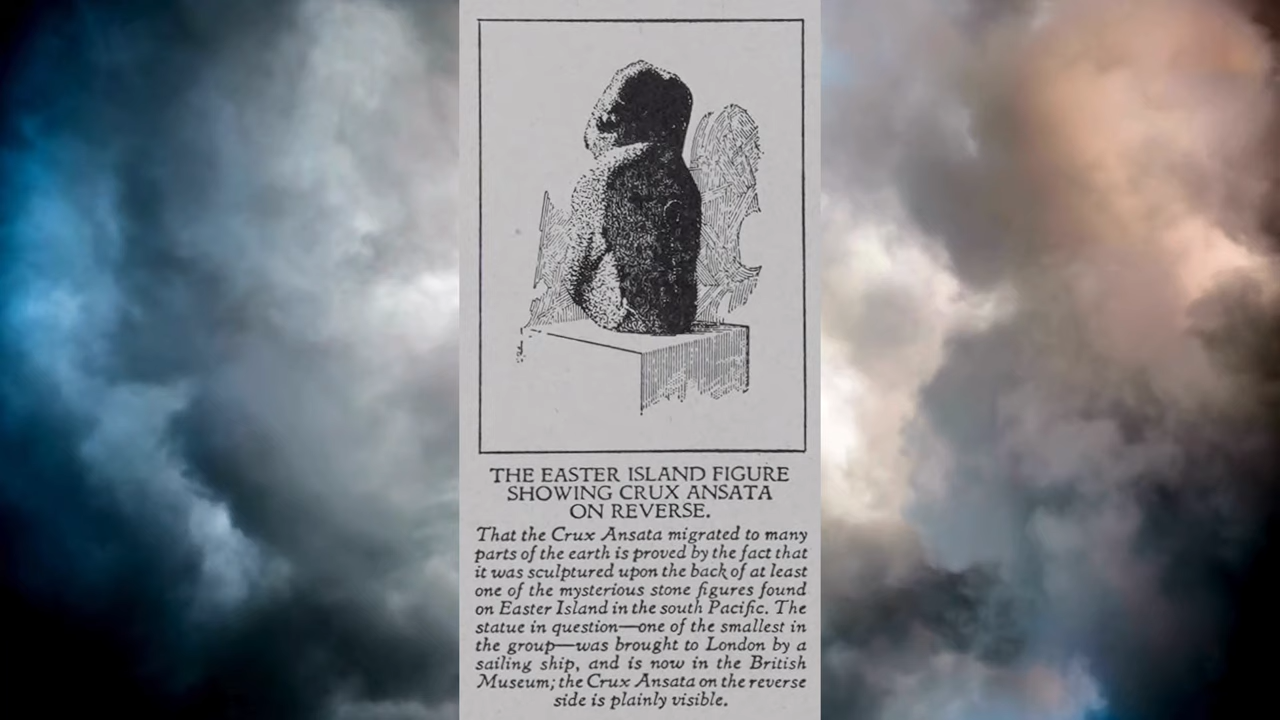 THE EASTER ISLAND FIGURE
SHOWING CRUX ANSATA
ON REVERSE.
That the Crux Ansata migrated to many
parts of the earth is proved by the fact that
it was sculptured upon the back of at least
one of the mysterious stone figures found
on Easter Island in the south Pacific. The
statue in question—one of the smallest in
the group—was brought to London by a
sailing ship, and is now in the British
Museum; the Crux Ansata on the reverse
side is plainly visible.